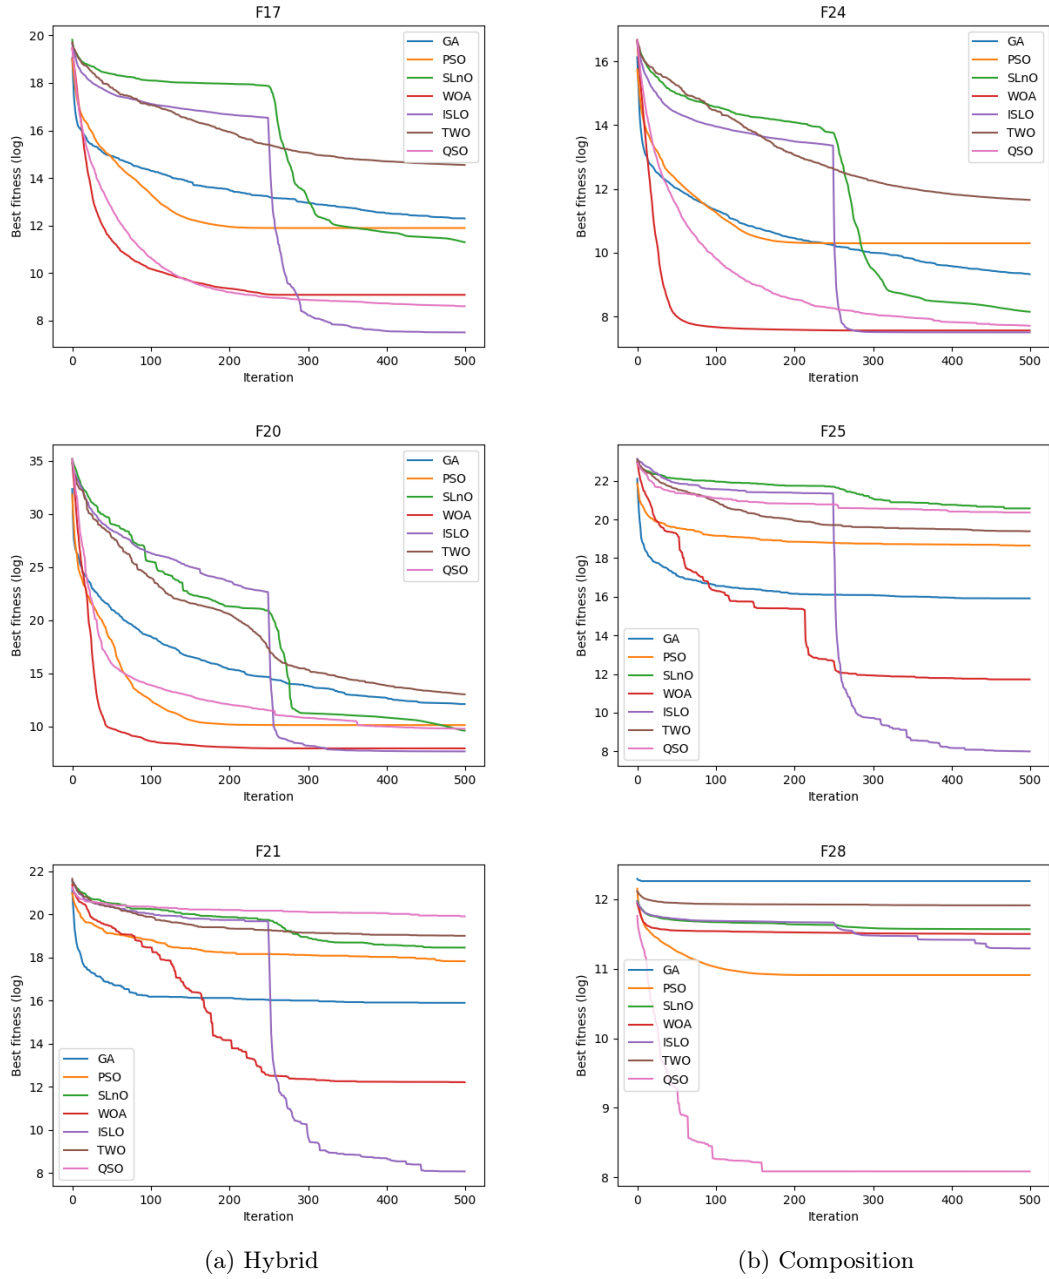 F17
Best fitness (log)
20
18
16
14
12
10
8
0
100
200
300
400
500
Iteration
GA
PSO
SLnO
WOA
ISLO
TWO
QSO
F24
Best fitness (log)
16
14
12
10
8
0
100
200
300
400
500
Iteration
GA
PSO
SLnO
WOA
ISLO
TWO
QSO
F20
Best fitness (log)
35
30
25
20
15
10
0
100
200
300
400
500
Iteration
GA
PSO
SLnO
WOA
ISLO
TWO
QSO
F25
Best fitness (log)
22
20
18
16
14
12
10
8
0
100
200
300
400
500
Iteration
GA
PSO
SLnO
WOA
ISLO
TWO
QSO
F21
Best fitness (log)
22
20
18
16
14
12
10
8
0
100
200
300
400
500
Iteration
GA
PSO
SLnO
WOA
ISLO
TWO
QSO
F28
Best fitness (log)
12
11
10
9
8
0
100
200
300
400
500
Iteration
GA
PSO
SLnO
WOA
ISLO
TWO
QSO
(a) Hybrid
(b) Composition